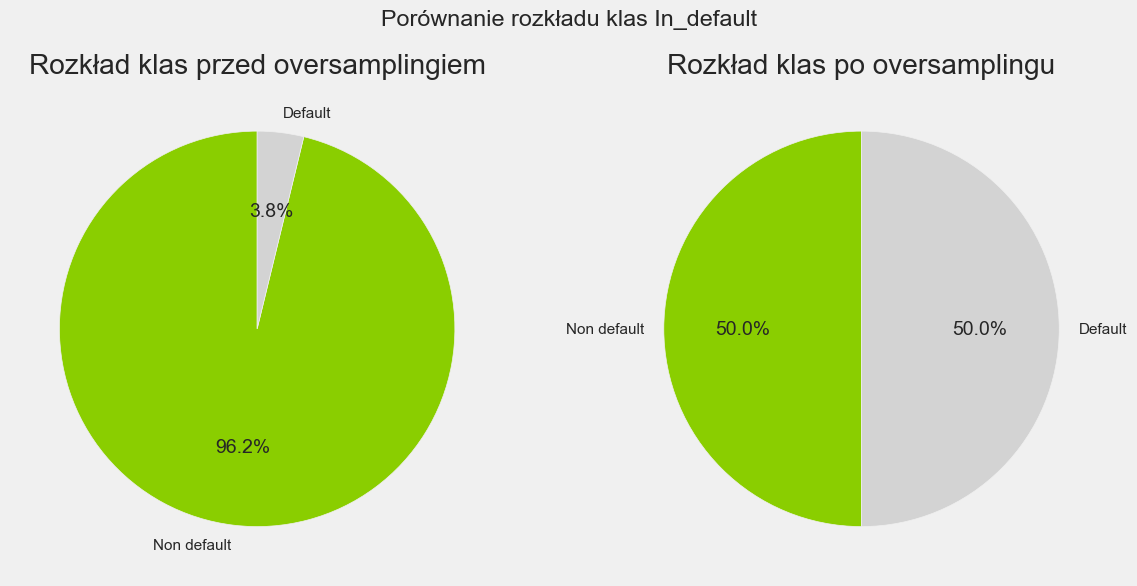 Porównanie rozkładu klas In_default
Rozkład klas przed oversamplingiem
Default
3.8%
96.2%
Non default
Rozkład klas po oversamplingu
Non default
50.0%
50.0%
Default